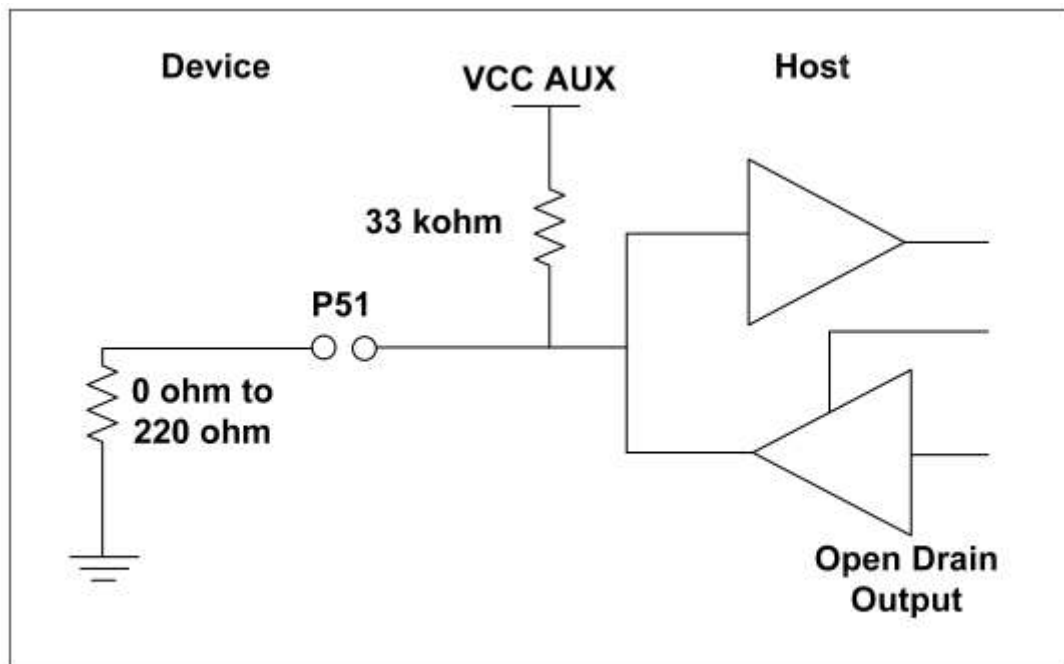 Device
VCC AUX
Host
33 kohm
P51
0 ohm to
220 ohm
Open Drain
Output